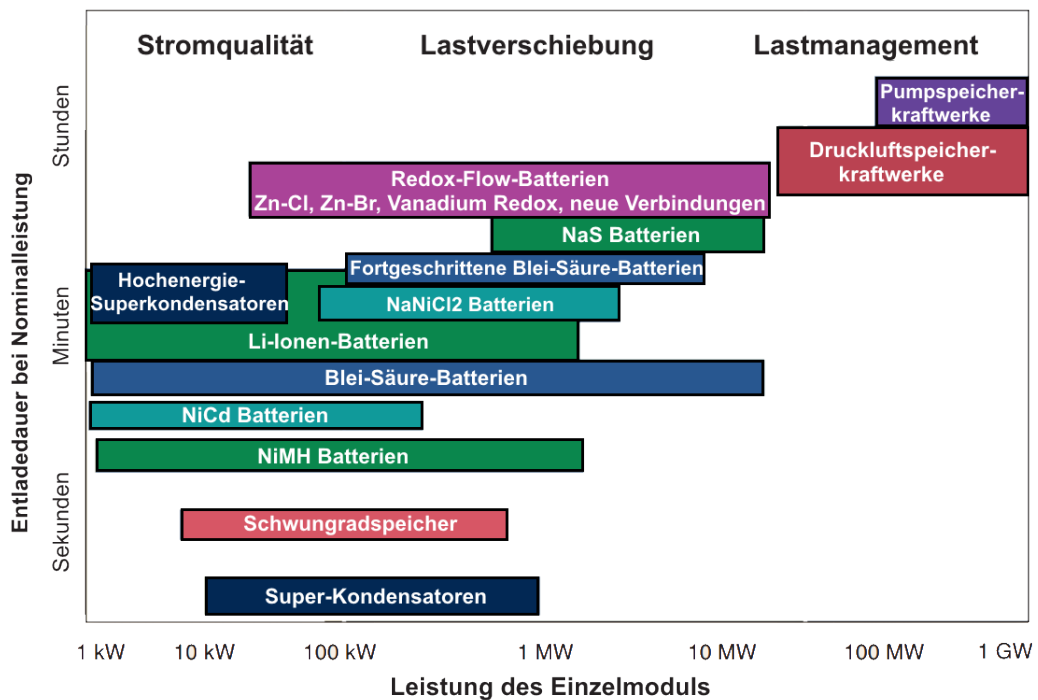 Stromqualität
Lastverschiebung
Lastmanagement
Pumpspeicher-
kraftwerke
Druckluftspeicher-
kraftwerke
Redox-Flow-Batterien
Zn-Cl, Zn-Br, Vanadium Redox, neue Verbindungen
NaS Batterien
Fortgeschrittene Blei-Säure-Batterien
Hochenergie-
Superkondensatoren
NaNiCl2 Batterien
Li-Ionen-Batterien
Blei-Säure-Batterien
NiCd Batterien
NiMH Batterien
Schwungradspeicher
Super-Kondensatoren
Entladedauer bei Nominalleistung
Stunden
Minuten
Sekunden
1 kW
10 kW
100 kW
1 MW
10 MW
100 MW
1 GW
Leistung des Einzelmoduls